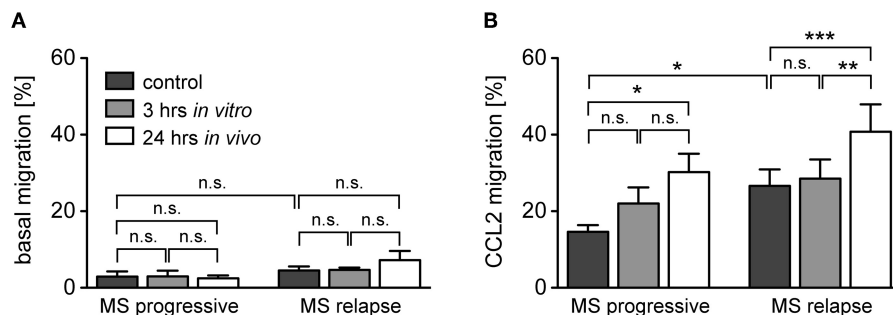 A
basal migration [%]
60
40
20
0
control
3 hrs in vitro
24 hrs in vivo
n.s.
n.s.
n.s.
n.s.
n.s.
n.s.
n.s.
MS progressive
MS relapse
B
CCL2 migration [%]
60
40
20
0
***
*
n.s.
**
*
n.s.
n.s.
MS progressive
MS relapse